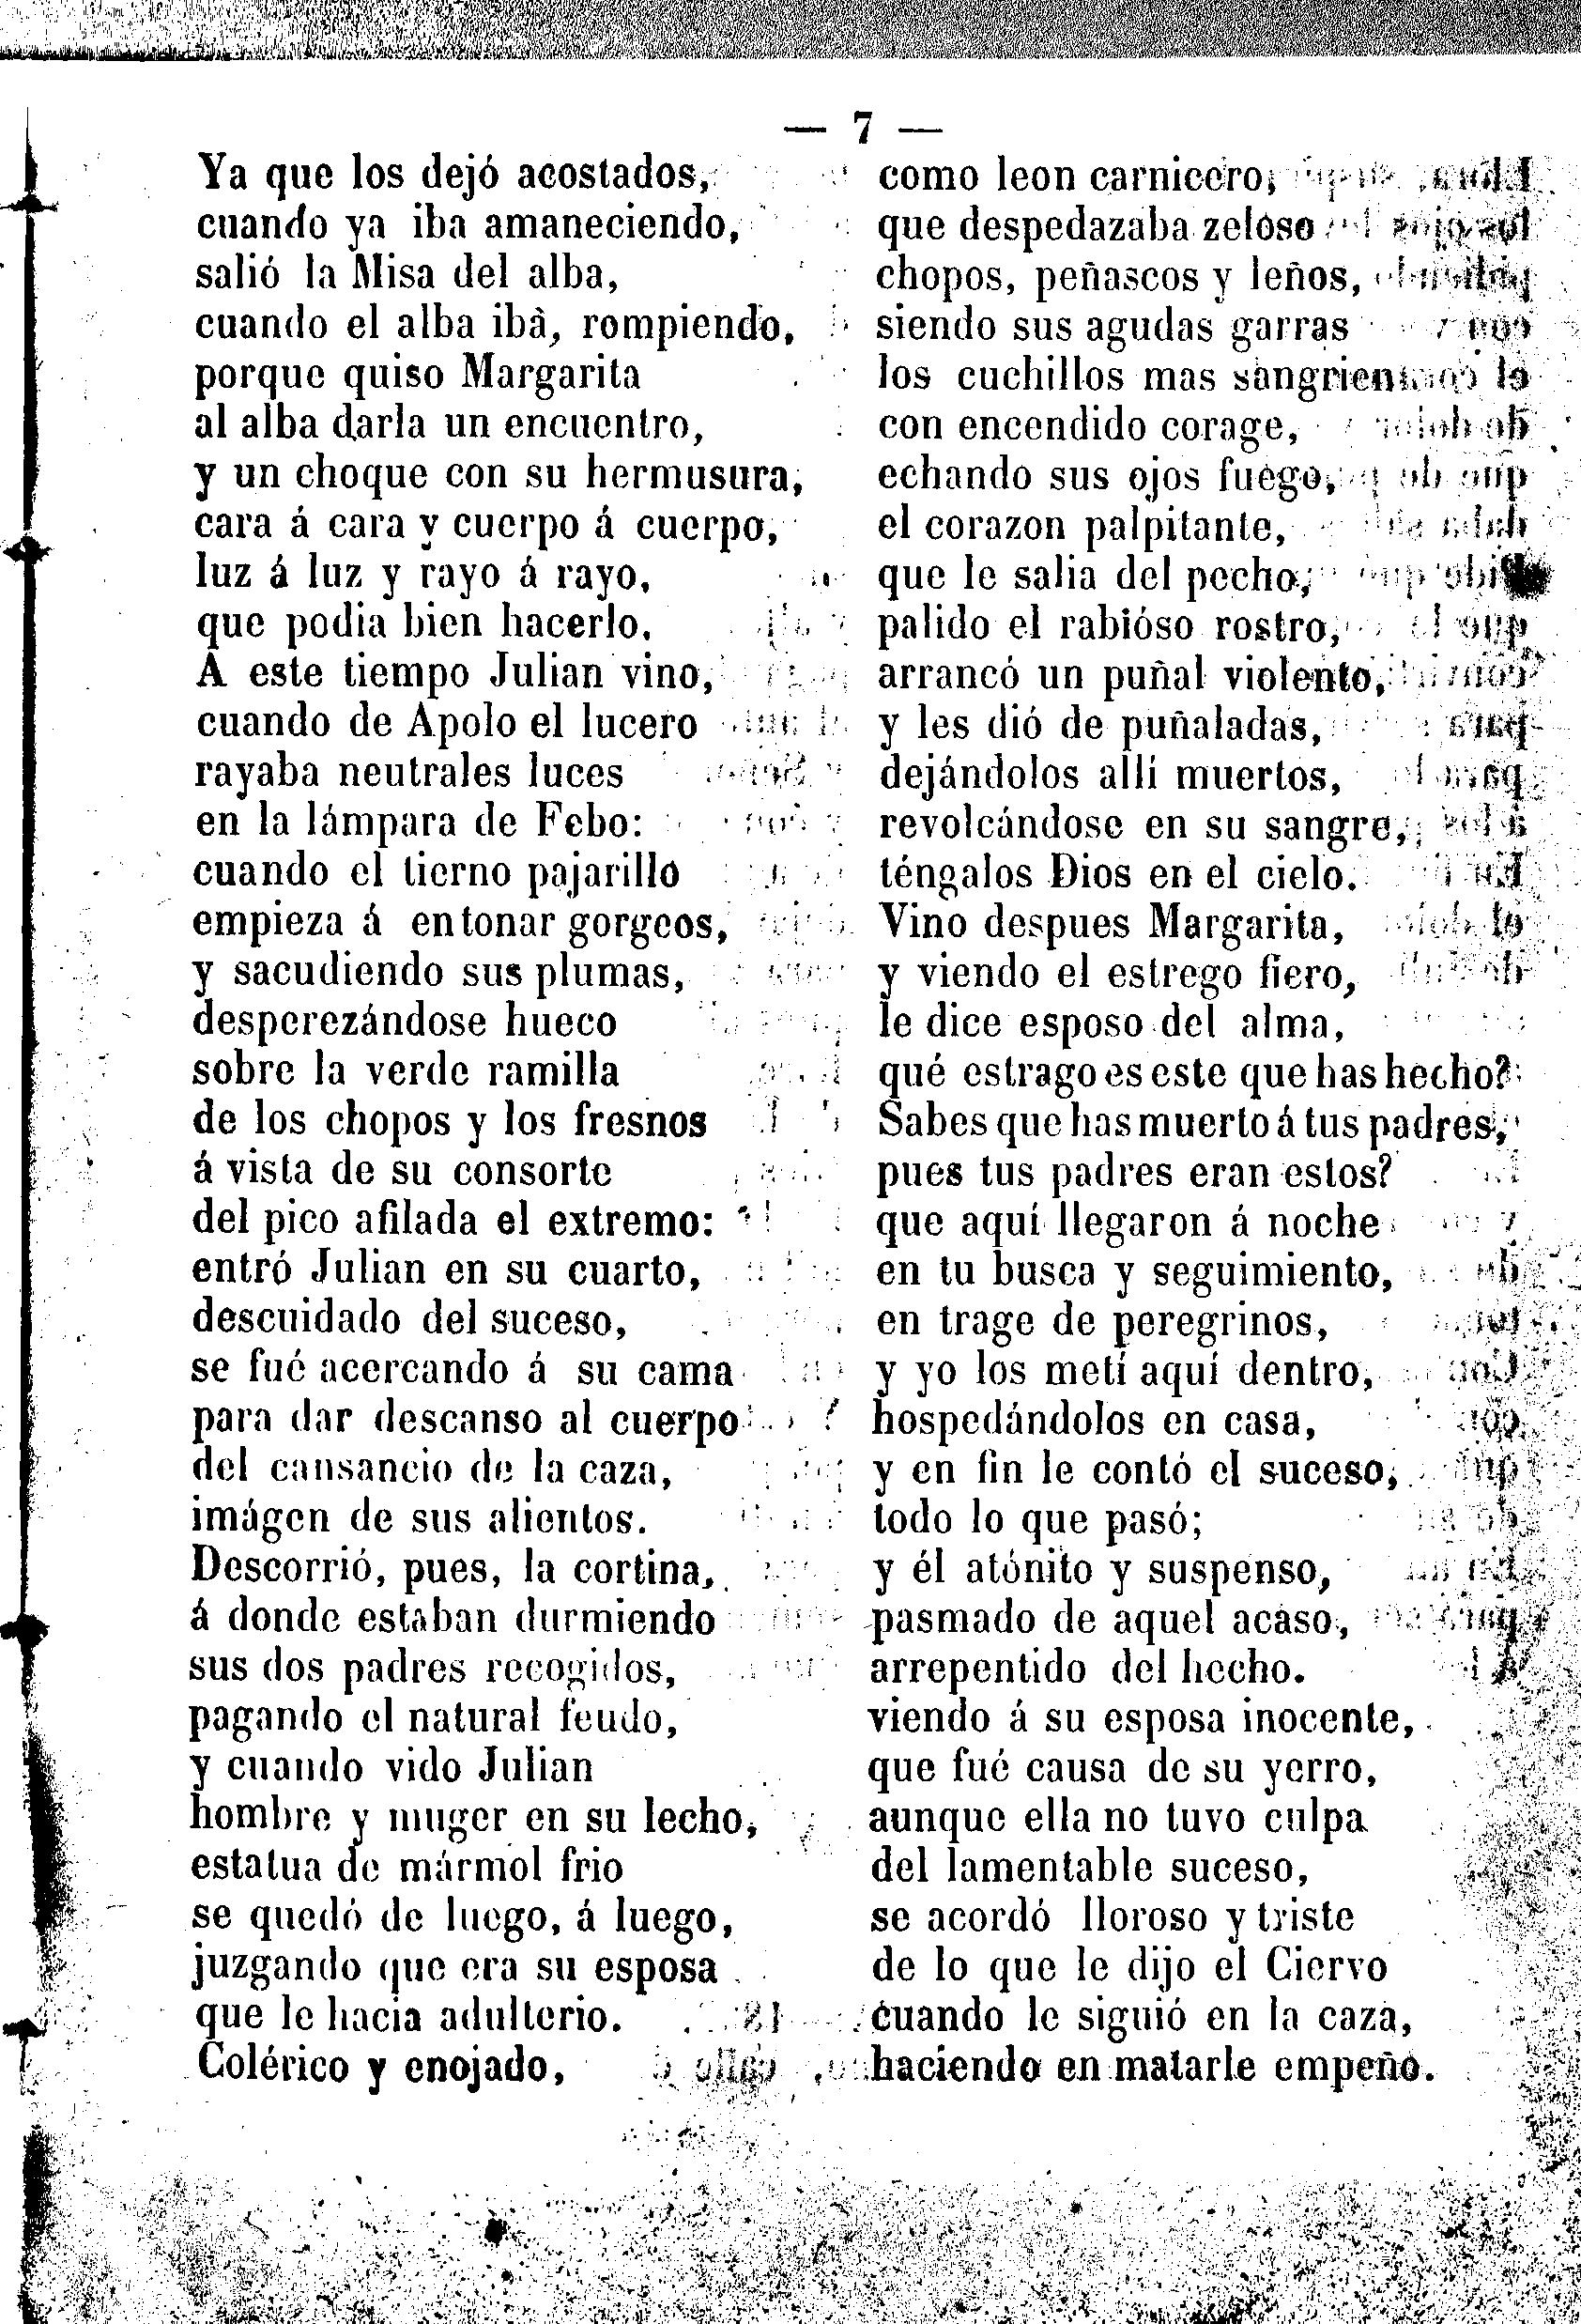 — 7 —
Ya que los dejó acostados,
cuando ya iba amaneciendo,
salió la Misa del alba,
cuando el alba iba, rompiendo,
porque quiso Margarita
al alba darla un encuentro,
y un choque con su hermusura,
cara á cara y cuerpo á cuerpo,
luz á luz y rayo á rayo,
que podia bien hacerlo.
A este tiempo Julian vino,
cuando de Apolo el lucero
rayaba neutrales luces
en la lámpara de Febo:
cuando el tierno pajarillo
empieza á entonar gorgeos,
y sacudiendo sus plumas,
desperezándose hueco
sobre la verde ramilla
de los chopos y los fresnos
á vista de su consorte
del pico afilada el extremo:
entró Julian en su cuarto,
descuidado del suceso,
se fué acercando á su cama
para dar descanso al cuerpo
del cansancio de la caza,
imágen de sus alientos.
Descorrió, pues, la cortina,
á donde estaban durmiendo
sus dos padres recogidos,
pagando el natural feudo,
y cuando vido Julian
hombre y muger en su lecho,
estatua de mármol frio
se quedó de luego, á luego,
juzgando que era su esposa
que le hacia adulterio.
Colérico y enojado,
como leon carnicero,
que despedazaba zeloso
chopos, peñascos y leños,
siendo sus agudas garras
los cuchillos mas sangrientos
con encendido corage,
echando sus ojos fuego,
el corazon palpitante,
que le salia del pecho,
palido el rabióso rostro,
arrancó un puñal violento,
y les dió de puñaladas,
dejándolos allí muertos,
revolcándose en su sangre,
téngalos Dios en el cielo.
Vino despues Margarita,
y viendo el estrego fiero,
le dice esposo del alma,
qué estrago es este que has hecho?
Sabes que has muerto á tus padres,
pues tus padres eran estos?
que aquí llegaron á noche
en tu busca y seguimiento,
en trage de peregrinos,
y yo los metí aquí dentro,
hospedándolos en casa,
y en fin le contó el suceso,
todo lo que pasó;
y él atónito y suspenso,
pasmado de aquel acaso,
arrepentido del hecho.
viendo á su esposa inocente,
que fué causa de su yerro,
aunque ella no tuvo culpa
del lamentable suceso,
se acordó lloroso y triste
de lo que le dijo el Ciervo
cuando le siguió en la caza,
haciendo en matarle empeño.